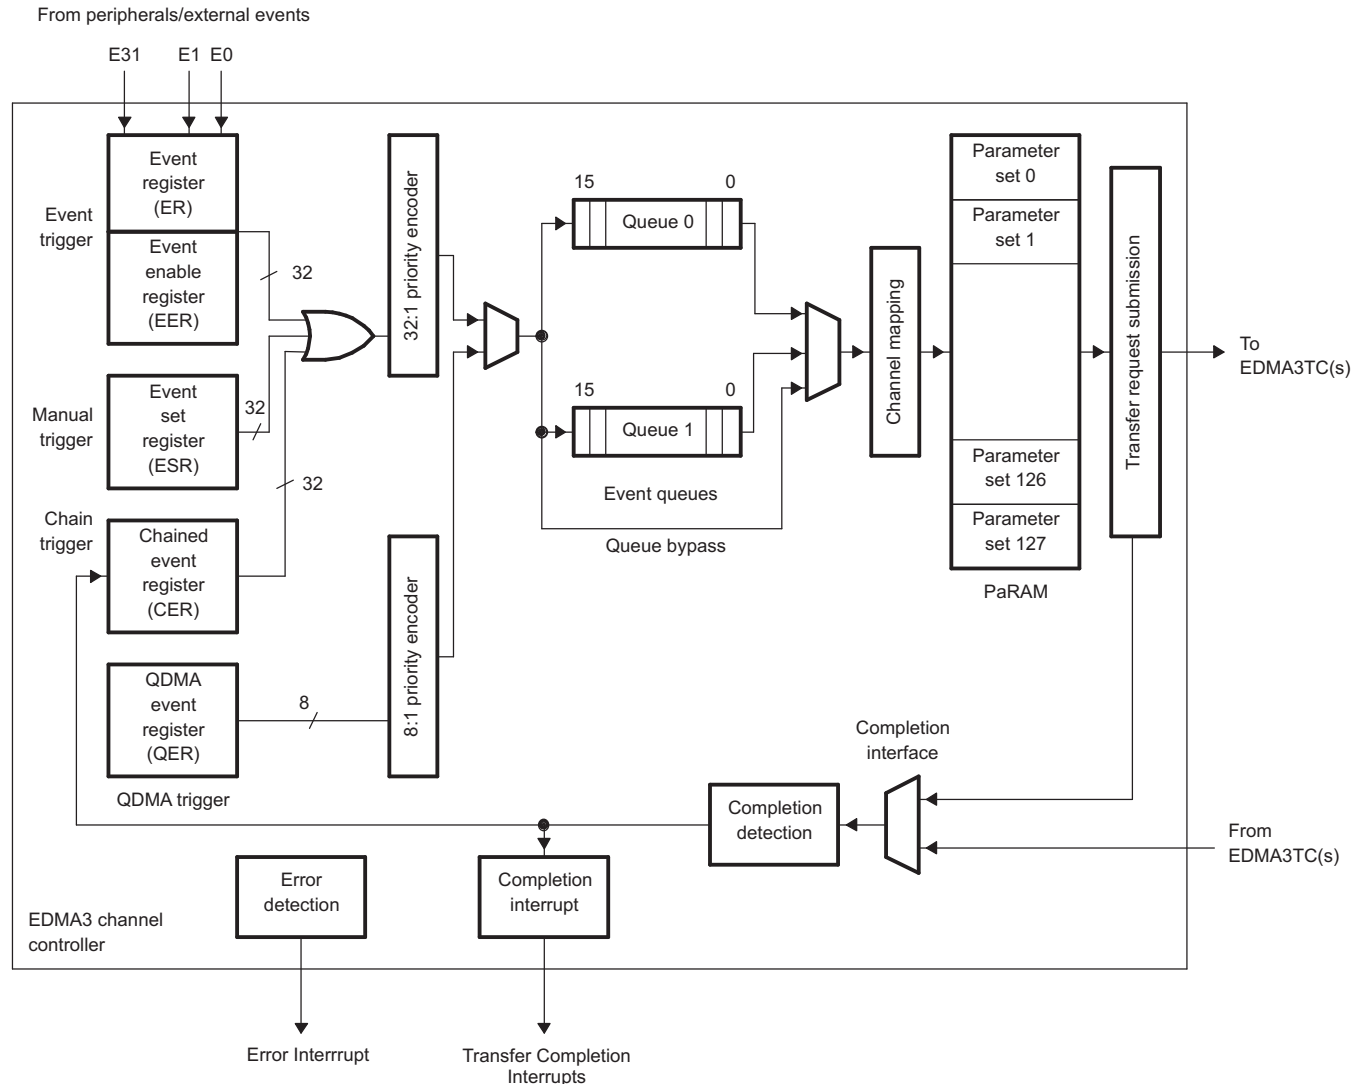 From peripherals/external events
E31 E1 E0
Event
register
(ER)
Event
trigger
Event
enable
register
(EER)
32
Manual
trigger
Event
set
register
(ESR)
32
Chain
trigger
Chained
event
register
(CER)
32
QDMA
event
register
(QER)
8
QDMA trigger
32:1 priority encoder
8:1 priority encoder
15 0
Queue 0
15 0
Queue 1
Event queues
Queue bypass
Channel mapping
Parameter
set 0
Parameter
set 1
Parameter
set 126
Parameter
set 127
PaRAM
Transfer request submission
To
EDMA3TC(s)
Completion
interface
Completion
detection
From
EDMA3TC(s)
Error
detection
Completion
interrupt
EDMA3 channel
controller
Error Interrrupt
Transfer Completion
Interrupts